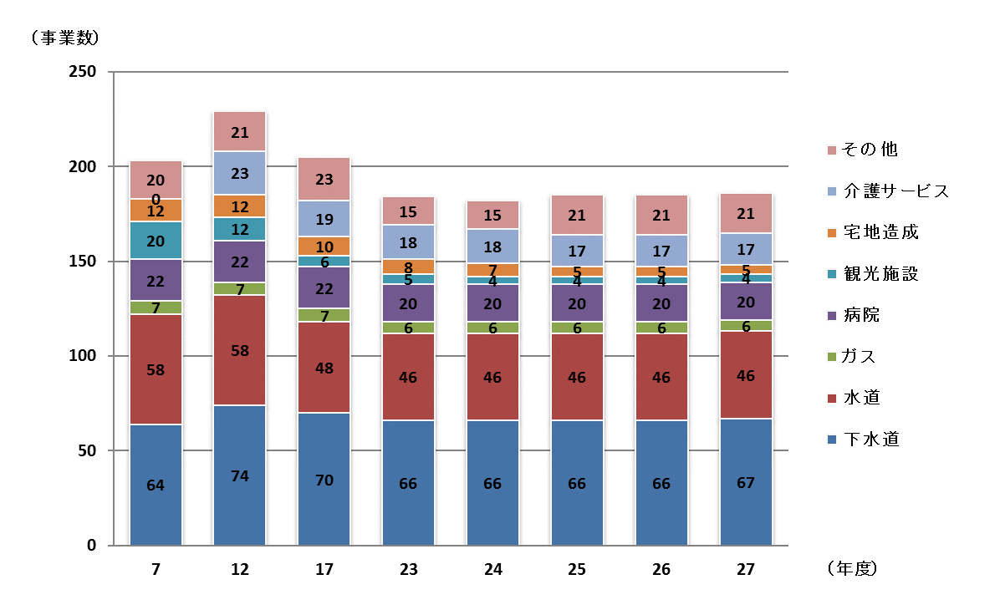 （事業数）
250
200
150
100
50
0
20 21 23 15 15 21 21 21
0 23 19 18 18 17 17 17
12 12 10 8 7 5 5 5
20 12 6 5 4 4 4 4
22 22 22 20 20 20 20 20
7 7 7 6 6 6 6 6
58 58 48 46 46 46 46 46
64 74 70 66 66 66 66 67
7 12 17 23 24 25 26 27 （年度）
その他
介護サービス
宅地造成
観光施設
病院
ガス
水道
下水道